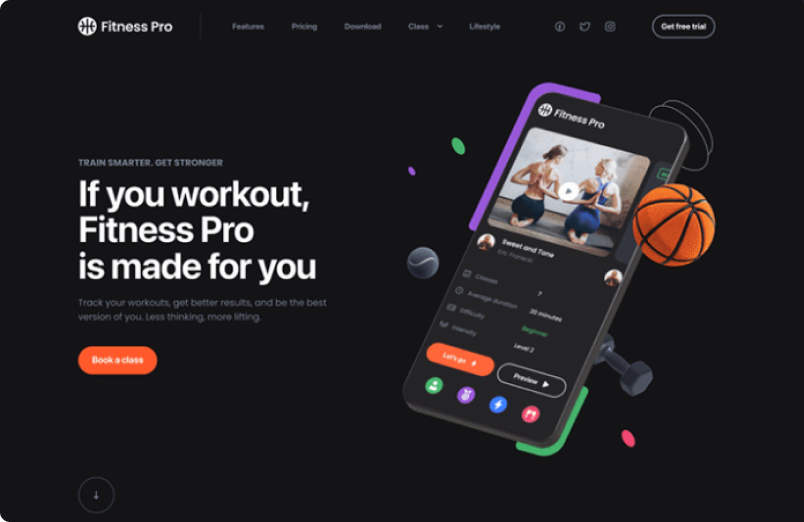 Fitness Pro
Features
Pricing
Download
Class
Lifestyle
Get free trial
TRAIN SMARTER. GET STRONGER
If you workout,
Fitness Pro
is made for you
Track your workouts, get better results, and be the best
version of you. Less thinking, more lifting.
Book a class
Fitness Pro
Sweet and Tone
Classes
7
Average duration
20 minutes
Difficulty
Beginner
Intensity
Level 2
Let's go
Preview